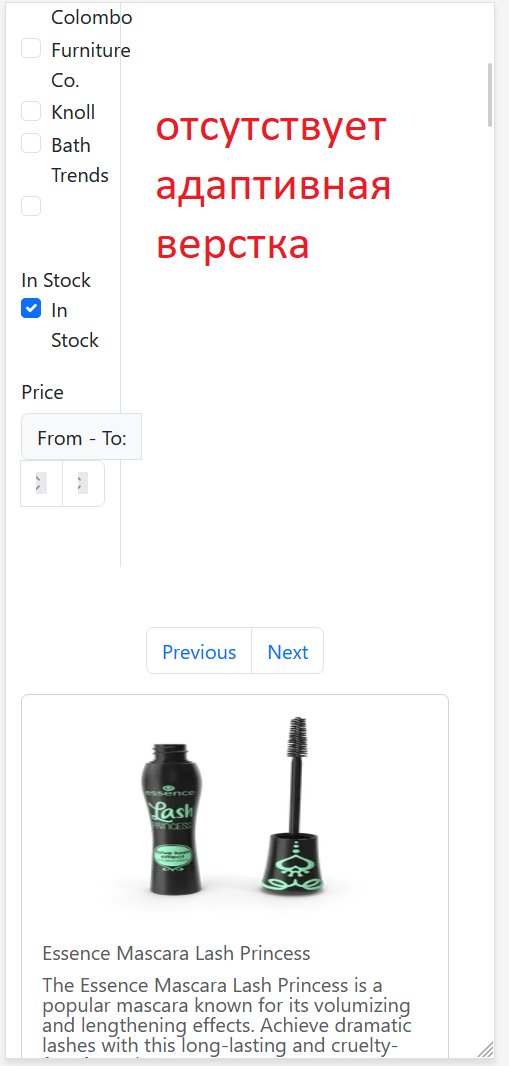 Colombo
Furniture
Co.
Knoll
Bath
Trends
отсутствует
адаптивная
верстка
In Stock
In
Stock
Price
From - To:
Previous
Next
essence
Lash
PRINCESS
Essence Mascara Lash Princess
The Essence Mascara Lash Princess is a
popular mascara known for its volumizing
and lengthening effects. Achieve dramatic
lashes with this long-lasting and cruelty-